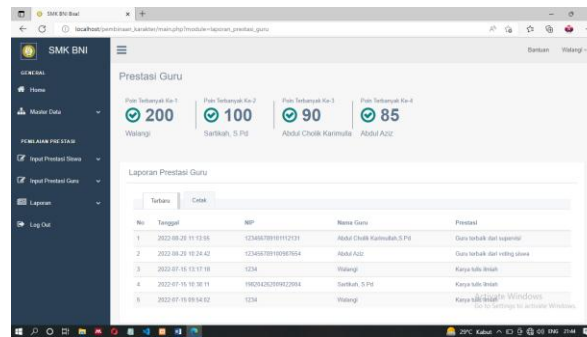 SMK BNI Bisa!
localhost/pembinaan_karakter/main.php?module=laporan_prestasi_guru
SMK BNI
Bantuan
Walangi
GENERAL
Home
Master Data
PENILAIAN PRESTASI
Input Prestasi Siswa
Input Prestasi Guru
Laporan
Log Out
Prestasi Guru
Poin Terbanyak Ke-1
Poin Terbanyak Ke-2
Poin Terbanyak Ke-3
Poin Terbanyak Ke-4
200
100
90
85
Walangi
Sartikah, S.Pd
Abdul Cholik Karimulla
Abdul Aziz
Laporan Prestasi Guru
Terbaru
Cetak
No Tanggal NIP Nama Guru Prestasi
1 2022-08-20 11:13:55 Abdul Cholik Karimullah,S.Pd Guru terbaik dari supervisi
2 2022-08-20 10:24:42 Abdul Aziz Guru terbaik dari voting siswa
3 2022-07-15 13:17:18 1234 Walangi Karya tulis ilmiah
4 2022-07-15 10:38:11 Sartikah, S.Pd Karya tulis ilmiah
5 2022-07-15 09:54:02 1234 Walangi Karya tulis ilmiah
Activate Windows
Go to Settings to activate Windows.
29°C Kabut
ENG
21:44